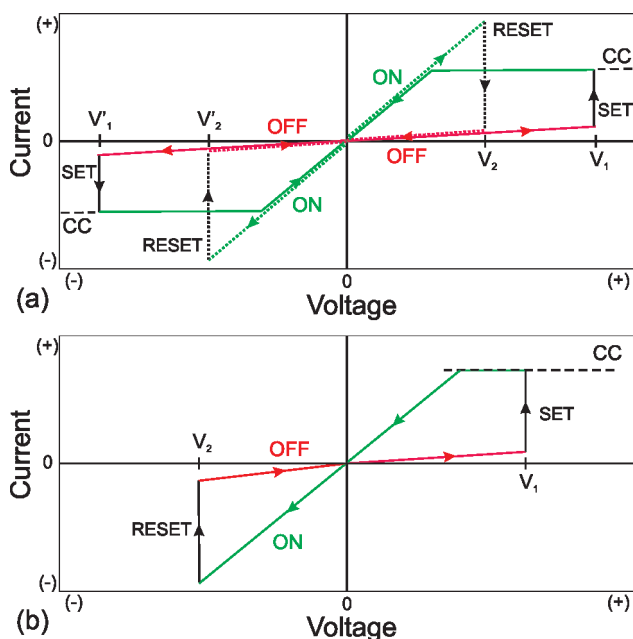 (+)
RESET
CC
ON
V'₁
V'₂
OFF
Current
0
OFF
SET
V₂
V₁
SET
CC
ON
RESET
(-)
(a)
(-)
0
(+)
Voltage
(+)
CC
SET
V₂
OFF
Current
0
V₁
RESET
ON
(-)
(b)
(-)
0
(+)
Voltage